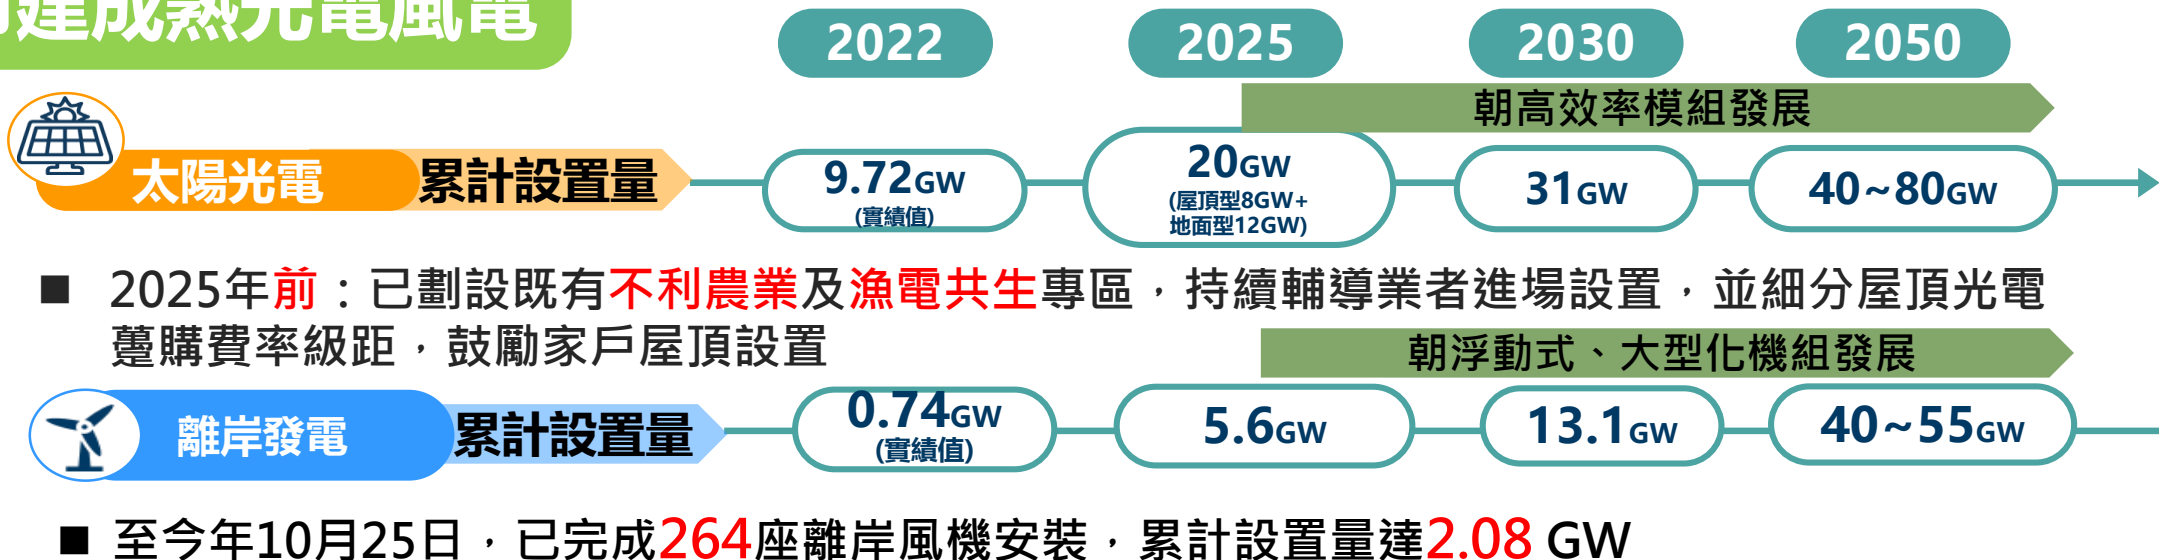 建成熟光電風電
2022 2025 2030 2050
朝高效率模組發展
太陽光電 累計設置量
9.72GW
(實績值)
20GW
(屋頂型8GW+
地面型12GW)
31GW
40~80GW
■ 2025年前：已劃設既有不利農業及漁電共生專區，持續輔導業者進場設置，並細分屋頂光電
躉購費率級距，鼓勵家戶屋頂設置
朝浮動式、大型化機組發展
離岸發電 累計設置量
0.74GW
(實績值)
5.6GW
13.1GW
40~55GW
■ 至今年10月25日，已完成264座離岸風機安裝，累計設置量達2.08 GW